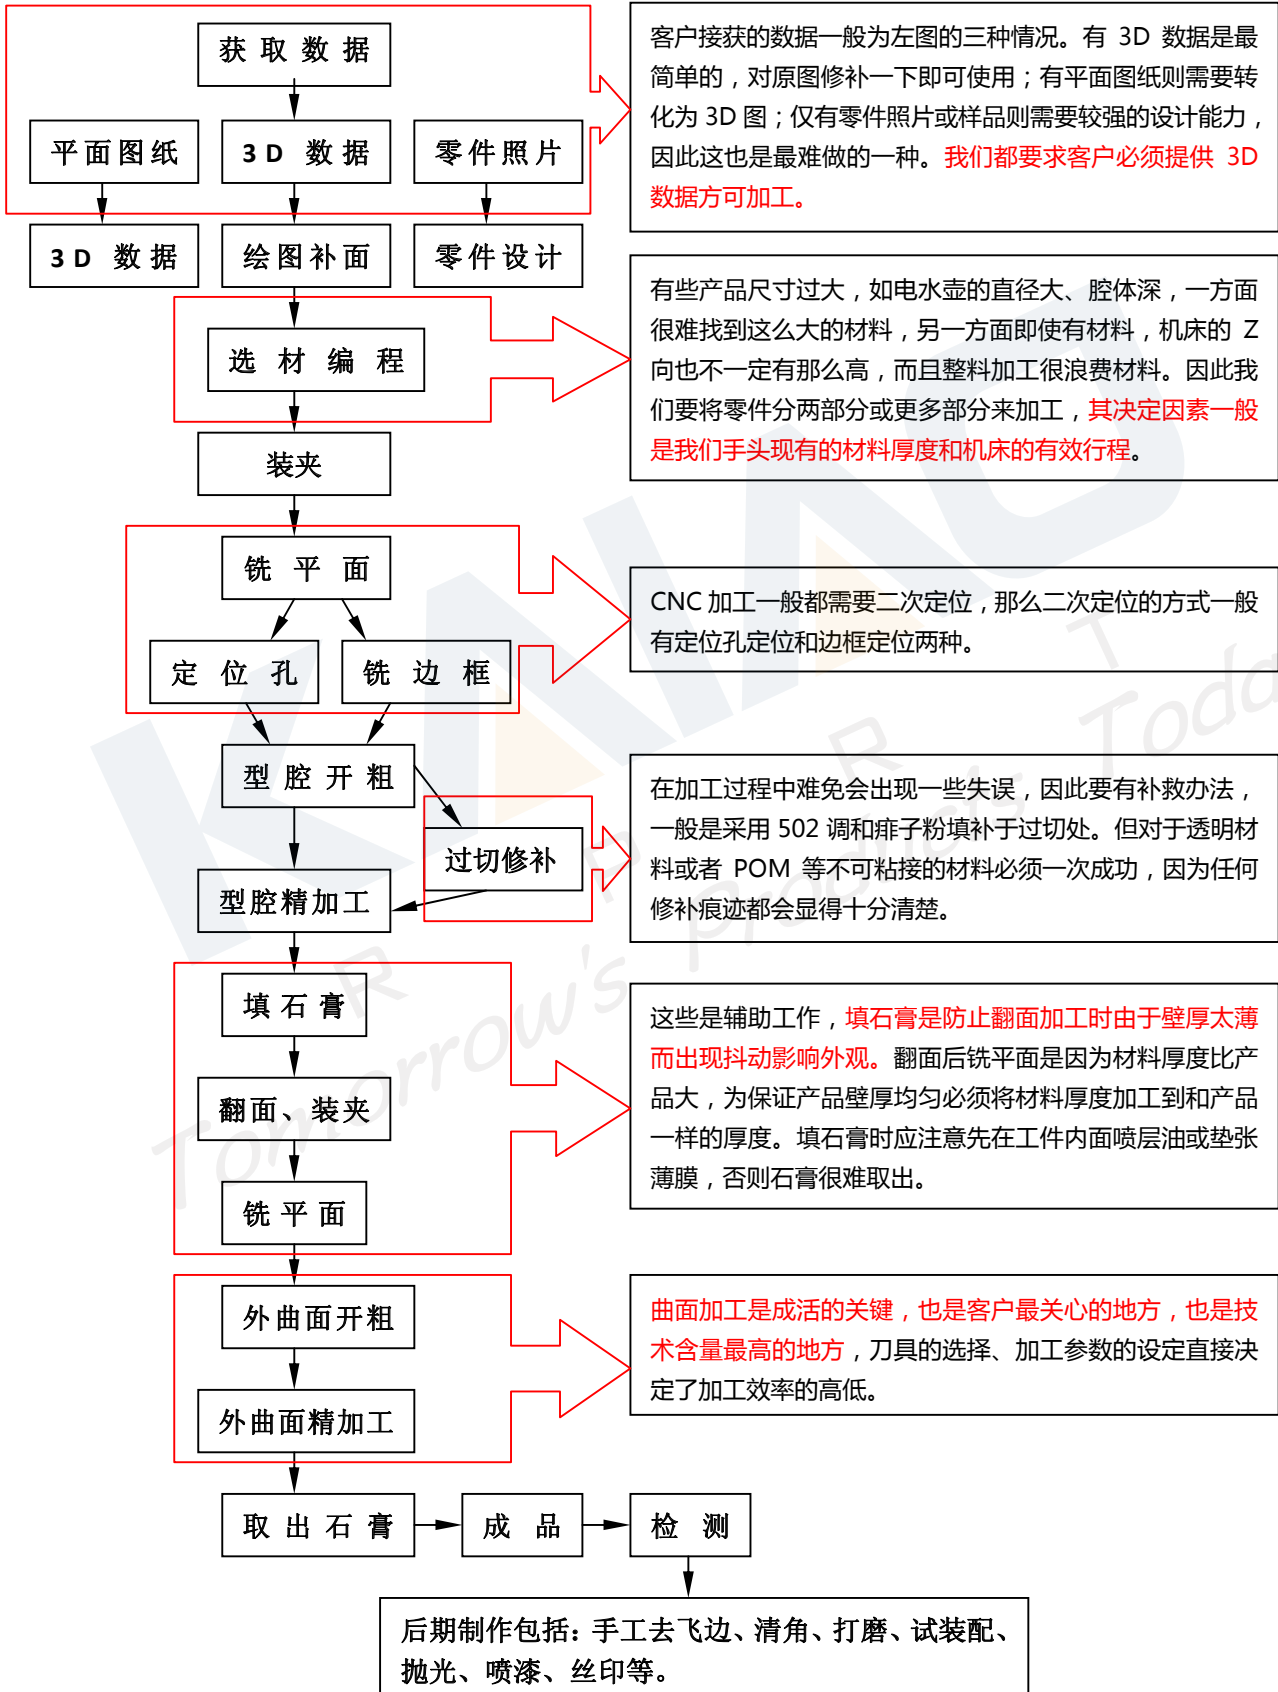 获取数据
客户接获的数据一般为左图的三种情况。有 3D 数据是最
简单的，对原图修补一下即可使用；有平面图纸则需要转
化为 3D 图；仅有零件照片或样品则需要较强的设计能力，
因此这也是最难做的一种。我们都要求客户必须提供 3D
数据方可加工。
平面图纸
3D 数据
零件照片
3D 数据
绘图补面
零件设计
选材编程
有些产品尺寸过大，如电水壶的直径大、腔体深，一方面
很难找到这么大的材料，另一方面即使有材料，机床的 Z
向也不一定有那么高，而且整料加工很浪费材料。因此我
们要将零件分两部分或更多部分来加工，其决定因素一般
是我们手头现有的材料厚度和机床的有效行程。
装夹
铣平面
定位孔
铣边框
CNC 加工一般都需要二次定位，那么二次定位的方式一般
有定位孔定位和边框定位两种。
型腔开粗
过切修补
在加工过程中难免会出现一些失误，因此要有补救办法，
一般是采用 502 调和痱子粉填补于过切处。但对于透明材
料或者 POM 等不可粘接的材料必须一次成功，因为任何
修补痕迹都会显得十分清楚。
型腔精加工
填石膏
翻面、装夹
铣平面
这些是辅助工作，填石膏是防止翻面加工时由于壁厚太薄
而出现抖动影响外观。翻面后铣平面是因为材料厚度比产
品大，为保证产品壁厚均匀必须将材料厚度加工到和产品
一样的厚度。填石膏时应注意先在工件内面喷层油或垫张
薄膜，否则石膏很难取出。
外曲面开粗
外曲面精加工
曲面加工是成活的关键，也是客户最关心的地方，也是技
术含量最高的地方，刀具的选择、加工参数的设定直接决
定了加工效率的高低。
取出石膏
成品
检测
后期制作包括：手工去飞边、清角、打磨、试装配、
抛光、喷漆、丝印等。
KAIAO
Tomorrow's Products Toda